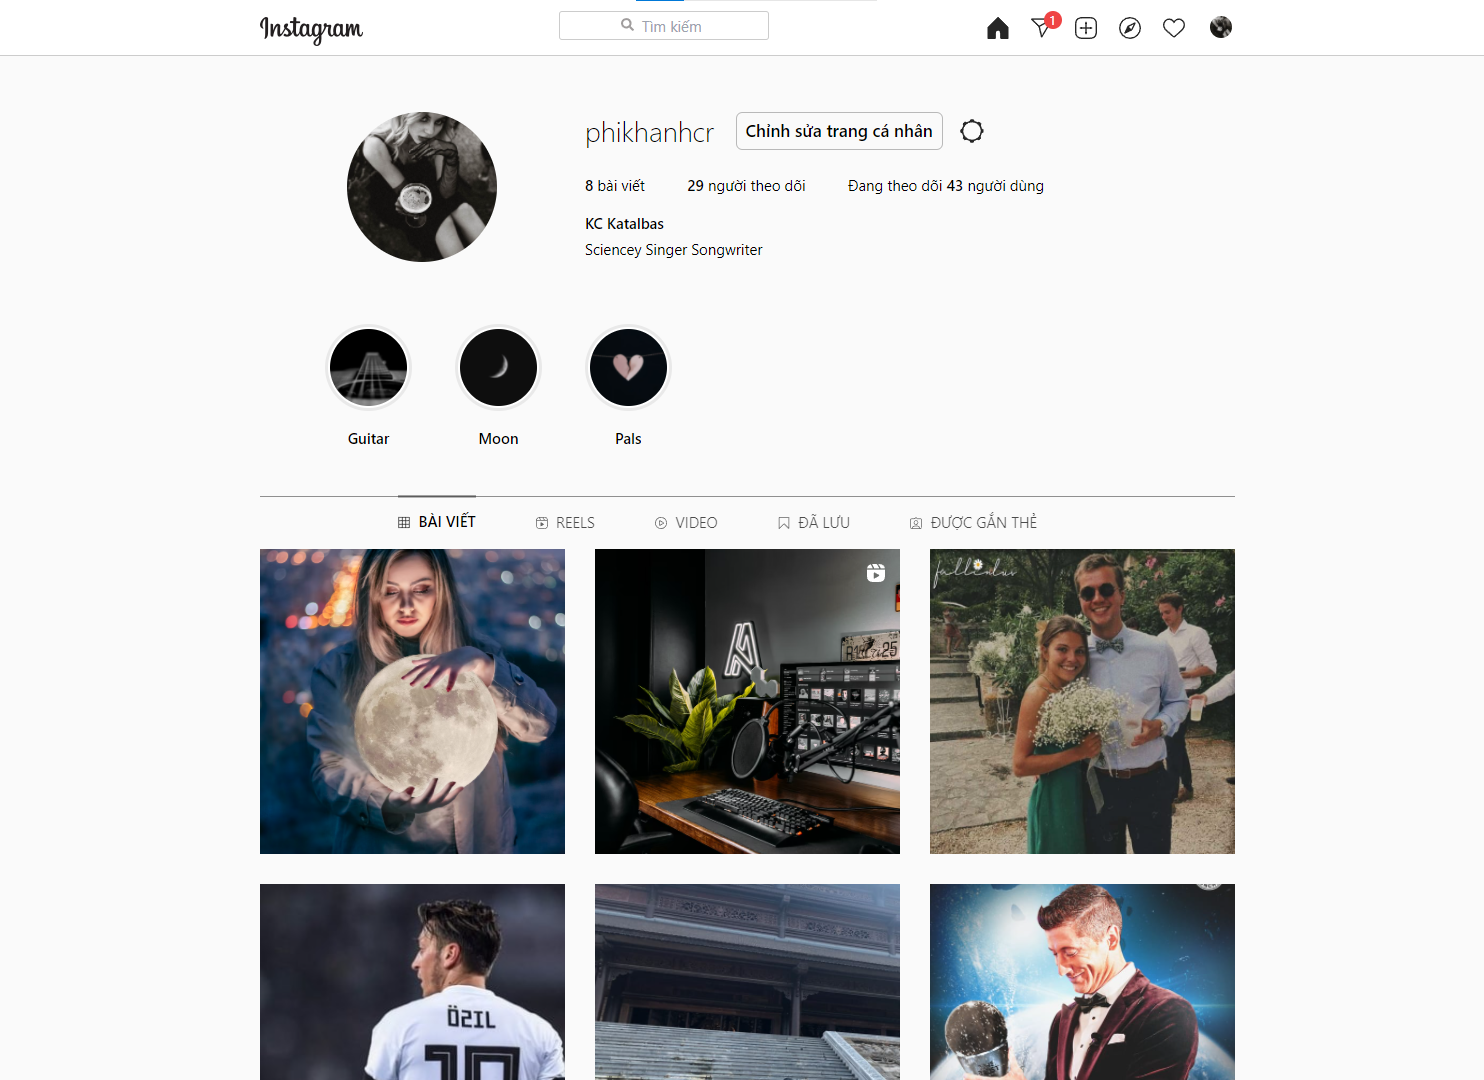 Instagram
Tìm kiếm
1
phikhanhcr
Chỉnh sửa trang cá nhân
8 bài viết 29 người theo dõi Đang theo dõi 43 người dùng
KC Katalbas
Sciencey Singer Songwriter
Guitar Moon Pals
BÀI VIẾT REELS VIDEO ĐÃ LƯU ĐƯỢC GẮN THẺ
ÖZIL
10